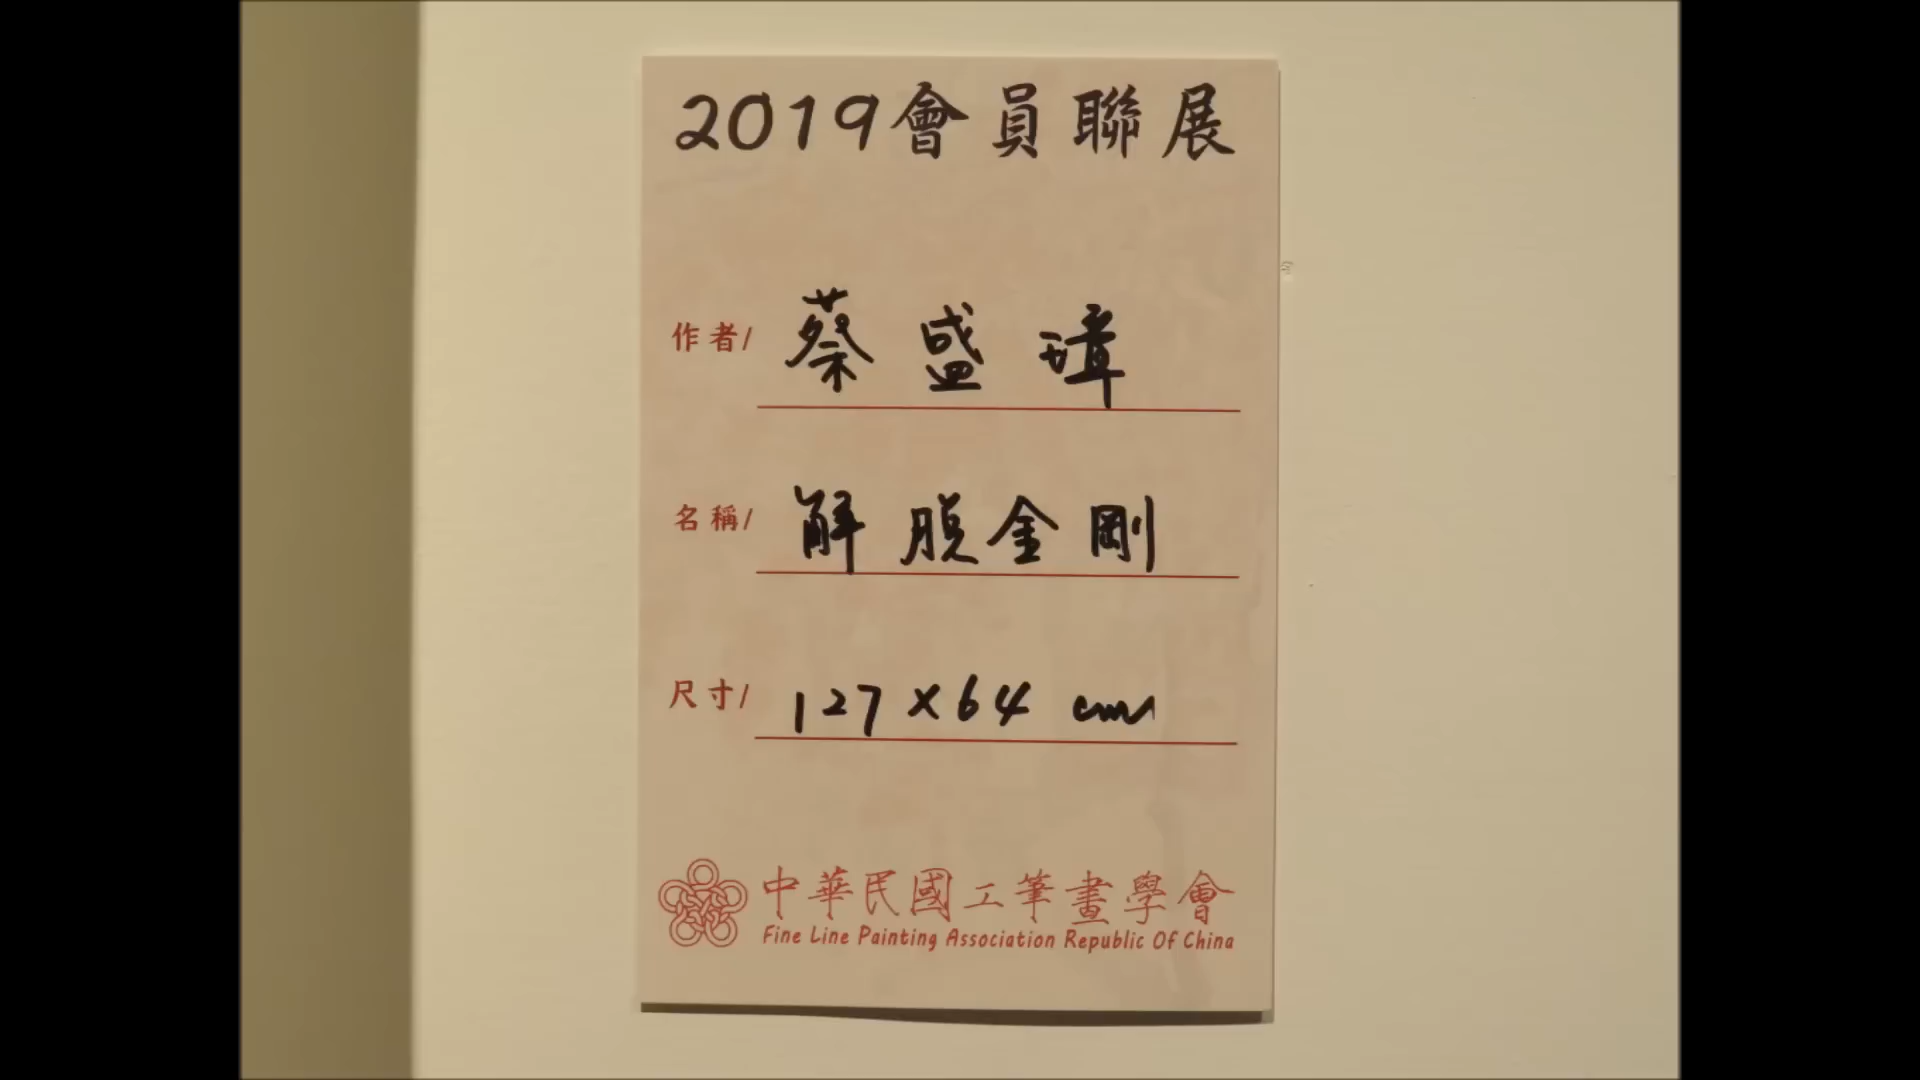 2019會員聯展
作者/ 蔡盛璋
名稱/ 解脫金剛
尺寸/ 127×64 cm
中華民國工筆畫學會
Fine Line Painting Association Republic Of China